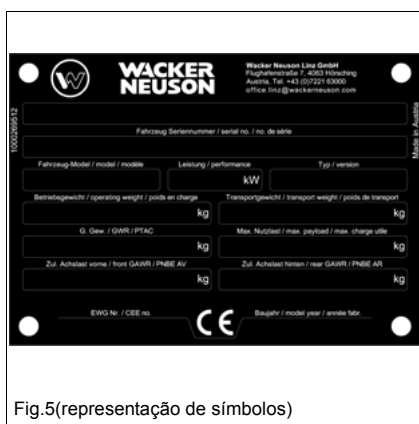 WACKER
NEUSON
Wacker Neuson Linz GmbH
Flughafenstraße 7, 4063 Hörsching
Austria, Tel. +43 (0)7221 63000
office.linz@wackerneuson.com
1000269512
Made in Austria
Fahrzeug Seriennummer / serial no. / no. de série
Fahrzeug-Model / model / modèle
Leistung / performance
Typ / version
kW
Betriebsgewicht / operating weight / poids en charge
Transportgewicht / transport weight / poids de transport
kg
kg
G. Gew. / GWR / PTAC
Max. Nutzlast / max. payload / max. charge utile
kg
kg
Zul. Achslast vorne / front GAWR / PNBE AV
Zul. Achslast hinten / rear GAWR / PNBE AR
kg
kg
EWG Nr. / CEE no.
CE
Baujahr / model year / année fabr.
Fig.5(representação de símbolos)